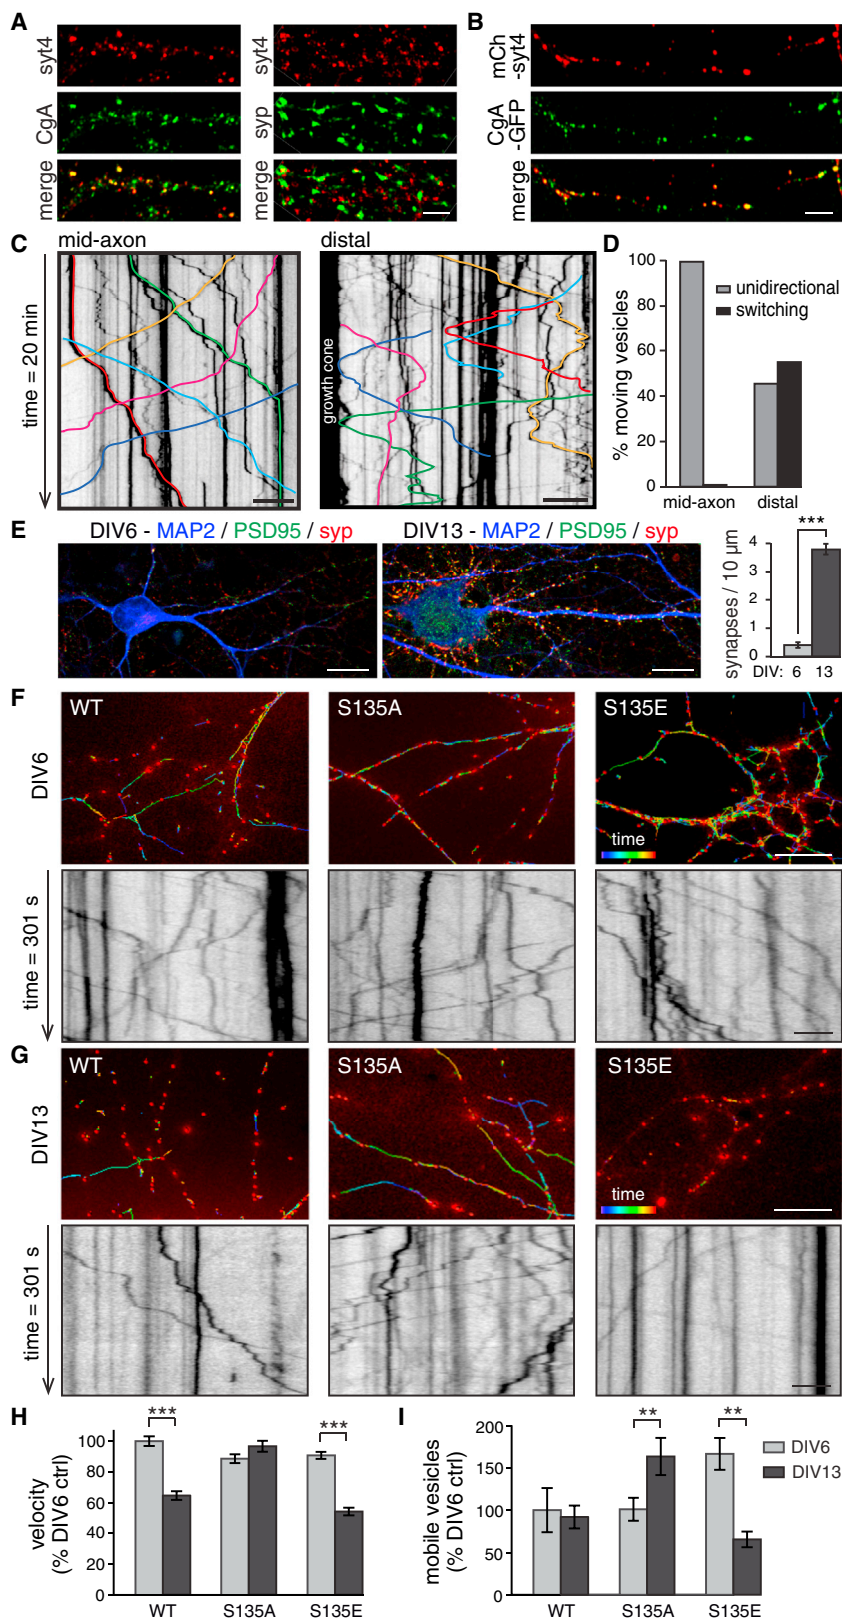 A
syt4
CgA
merge
syt4
syp
merge
B
mCh
-syt4
CgA
-GFP
merge
C
mid-axon
distal
time = 20 min
growth cone
D
% moving vesicles
100
80
60
40
20
0
unidirectional
switching
mid-axon
distal
E
DIV6 - MAP2 / PSD95 / syp
DIV13 - MAP2 / PSD95 / syp
synapses / 10 µm
4
3
2
1
0
***
DIV: 6 13
F
DIV6
WT
S135A
S135E
time
time = 301 s
G
DIV13
WT
S135A
S135E
time
time = 301 s
H
velocity
(% DIV6 ctrl)
100
80
60
40
20
0
***
***
WT
S135A
S135E
I
mobile vesicles
(% DIV6 ctrl)
200
150
100
50
0
**
**
DIV6
DIV13
WT
S135A
S135E